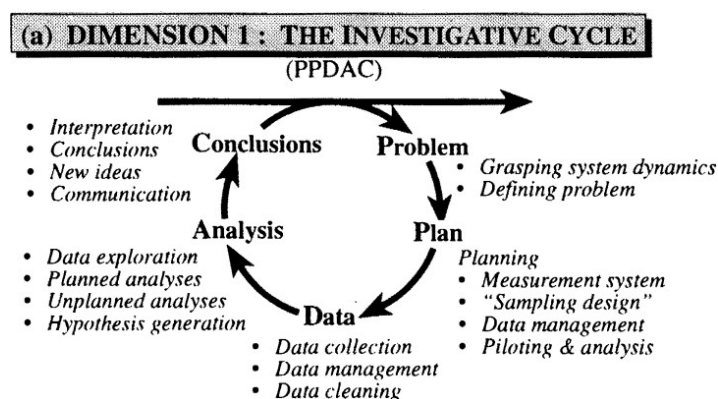 (a) DIMENSION 1 : THE INVESTIGATIVE CYCLE
(PPDAC)
• Interpretation
• Conclusions
• New ideas
• Communication
Conclusions
Problem
• Grasping system dynamics
• Defining problem
Analysis
Plan
• Data exploration
• Planned analyses
• Unplanned analyses
• Hypothesis generation
Planning
• Measurement system
• “Sampling design”
• Data management
• Piloting & analysis
Data
• Data collection
• Data management
• Data cleaning